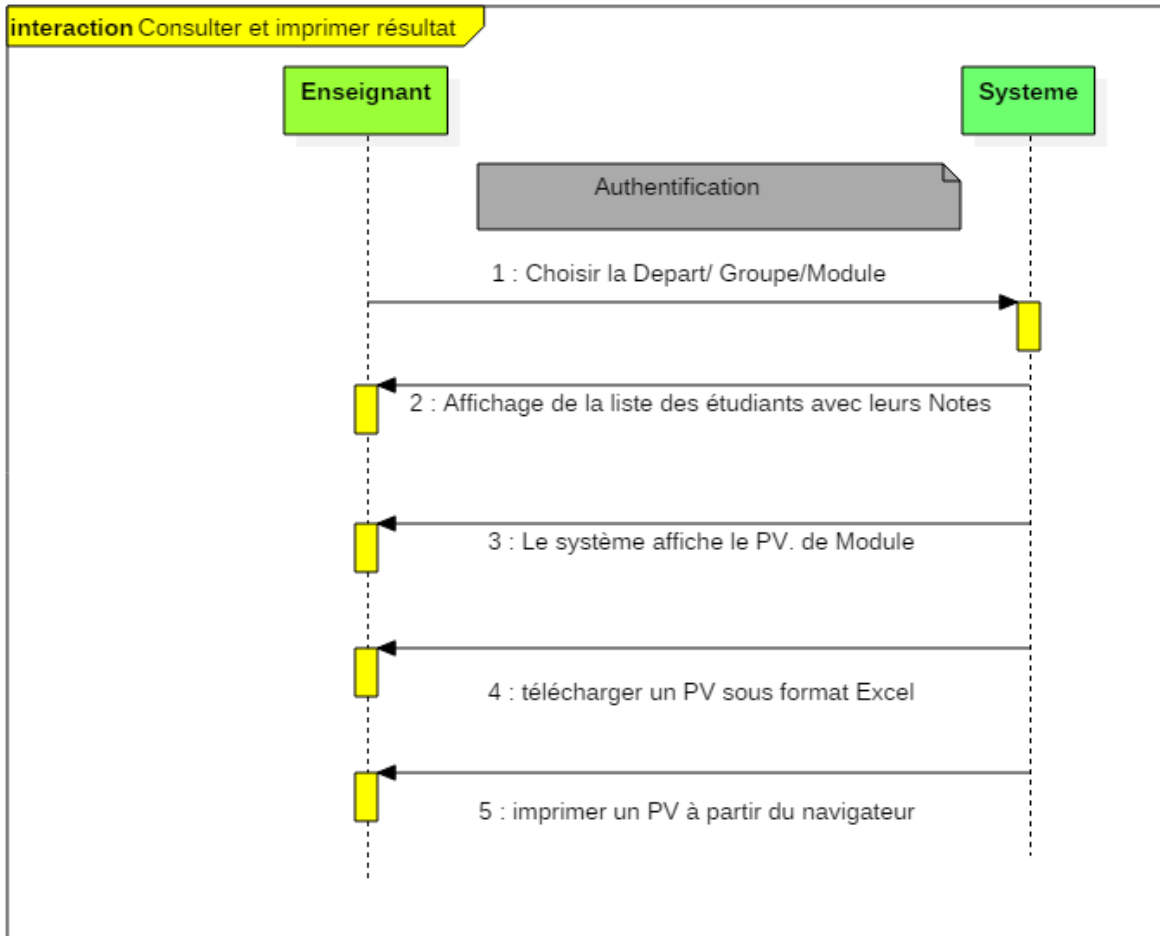 interaction Consulter et imprimer résultat
Enseignant
Systeme
Authentification
1 : Choisir la Depart/ Groupe/Module
2 : Affichage de la liste des étudiants avec leurs Notes
3 : Le système affiche le PV. de Module
4 : télécharger un PV sous format Excel
5 : imprimer un PV à partir du navigateur